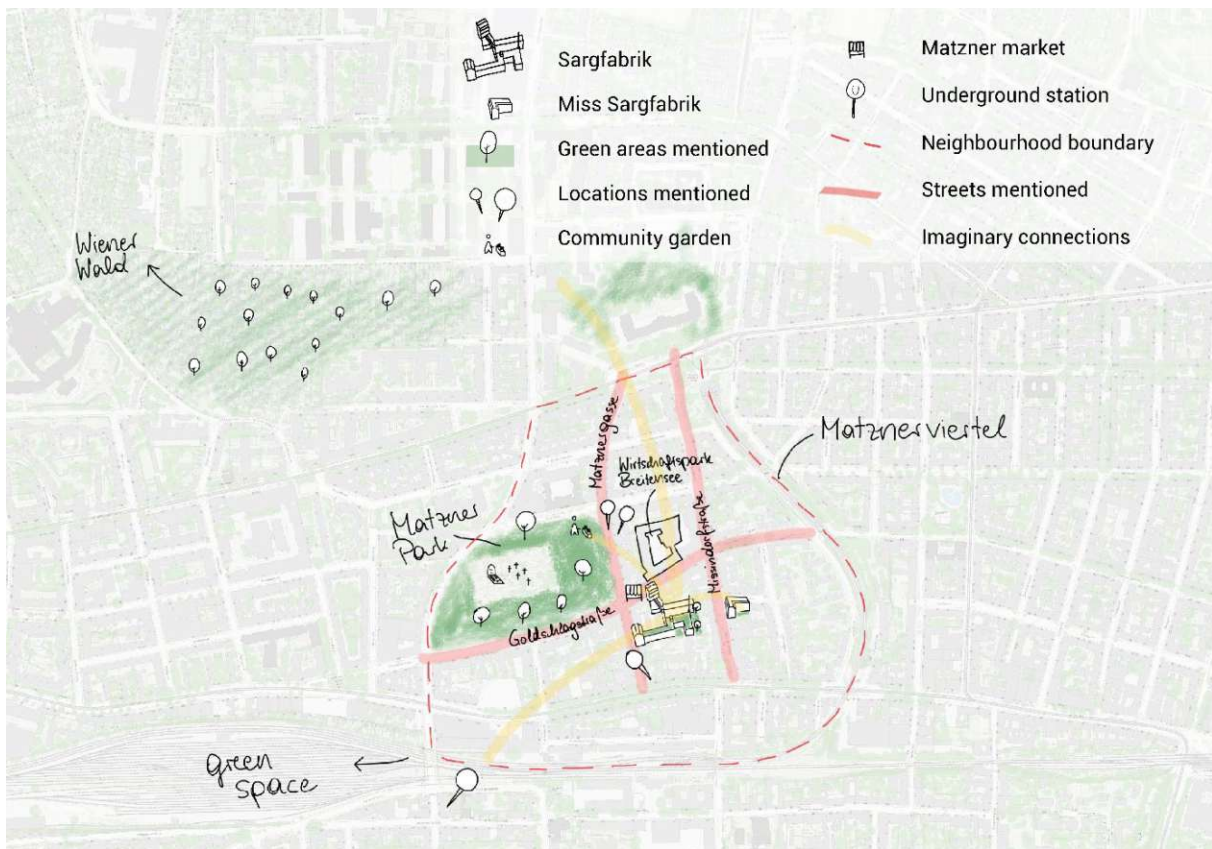 Sargfabrik
Miss Sargfabrik
Green areas mentioned
Locations mentioned
Community garden
Matzner market
Underground station
Neighbourhood boundary
Streets mentioned
Imaginary connections
Wiener
Wald
Matznerviertel
Matznergasse
Wirtschaftspark
Breitensee
Missindorfstraße
Matzner
Park
Goldschlagstraße
green
space